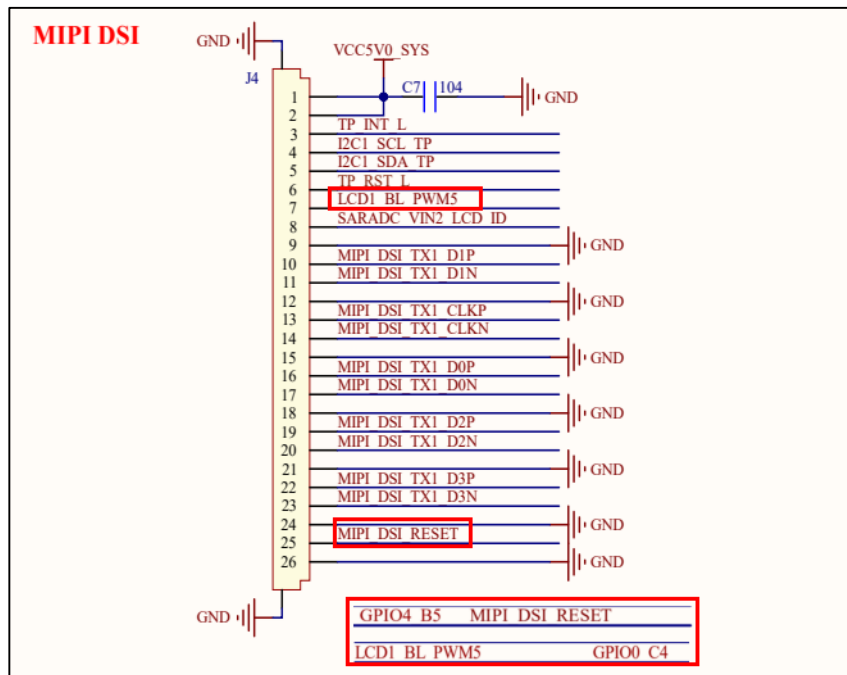 MIPI DSI
GND
VCC5V0_SYS
J4
C7 104
GND
1
2
TP_INT_L
3
I2C1_SCL_TP
4
I2C1_SDA_TP
5
TP_RST_L
6
LCD1_BL_PWM5
7
SARADC_VIN2_LCD_ID
8
9 GND
MIPI_DSI_TX1_D1P
10
MIPI_DSI_TX1_D1N
11
12 GND
MIPI_DSI_TX1_CLKP
13
MIPI_DSI_TX1_CLKN
14
15 GND
MIPI_DSI_TX1_D0P
16
MIPI_DSI_TX1_D0N
17
18 GND
MIPI_DSI_TX1_D2P
19
MIPI_DSI_TX1_D2N
20
21 GND
MIPI_DSI_TX1_D3P
22
MIPI_DSI_TX1_D3N
23
24 GND
MIPI_DSI_RESET
25
26 GND
GND
GPIO4_B5 MIPI_DSI_RESET
LCD1_BL_PWM5 GPIO0_C4